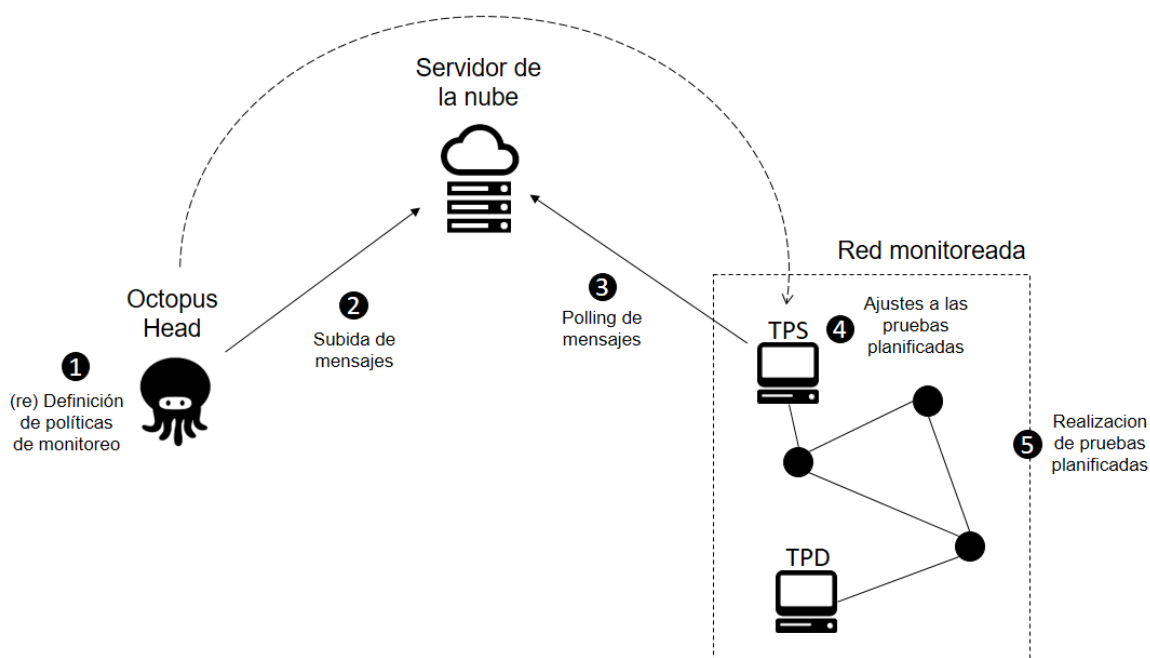 Servidor de
la nube
Red monitoreada
Octopus
Head
1
(re) Definición
de políticas
de monitoreo
2
Subida de
mensajes
3
Polling de
mensajes
TPS
4
Ajustes a las
pruebas
planificadas
5
Realizacion
de pruebas
planificadas
TPD